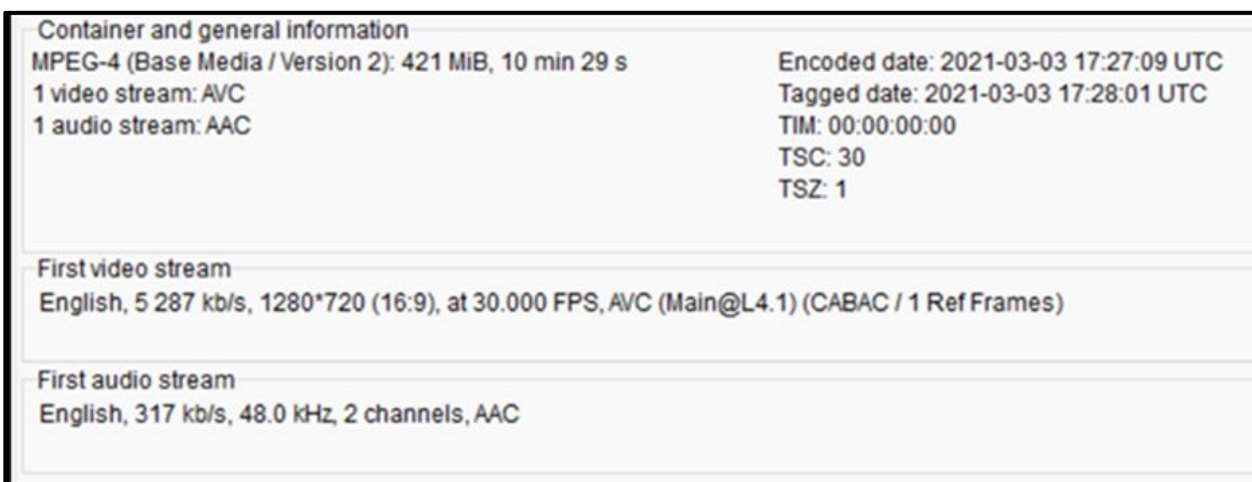 Container and general information
MPEG-4 (Base Media / Version 2): 421 MiB, 10 min 29 s
1 video stream: AVC
1 audio stream: AAC
Encoded date: 2021-03-03 17:27:09 UTC
Tagged date: 2021-03-03 17:28:01 UTC
TIM: 00:00:00:00
TSC: 30
TSZ: 1
First video stream
English, 5 287 kb/s, 1280*720 (16:9), at 30.000 FPS, AVC (Main@L4.1) (CABAC / 1 Ref Frames)
First audio stream
English, 317 kb/s, 48.0 kHz, 2 channels, AAC